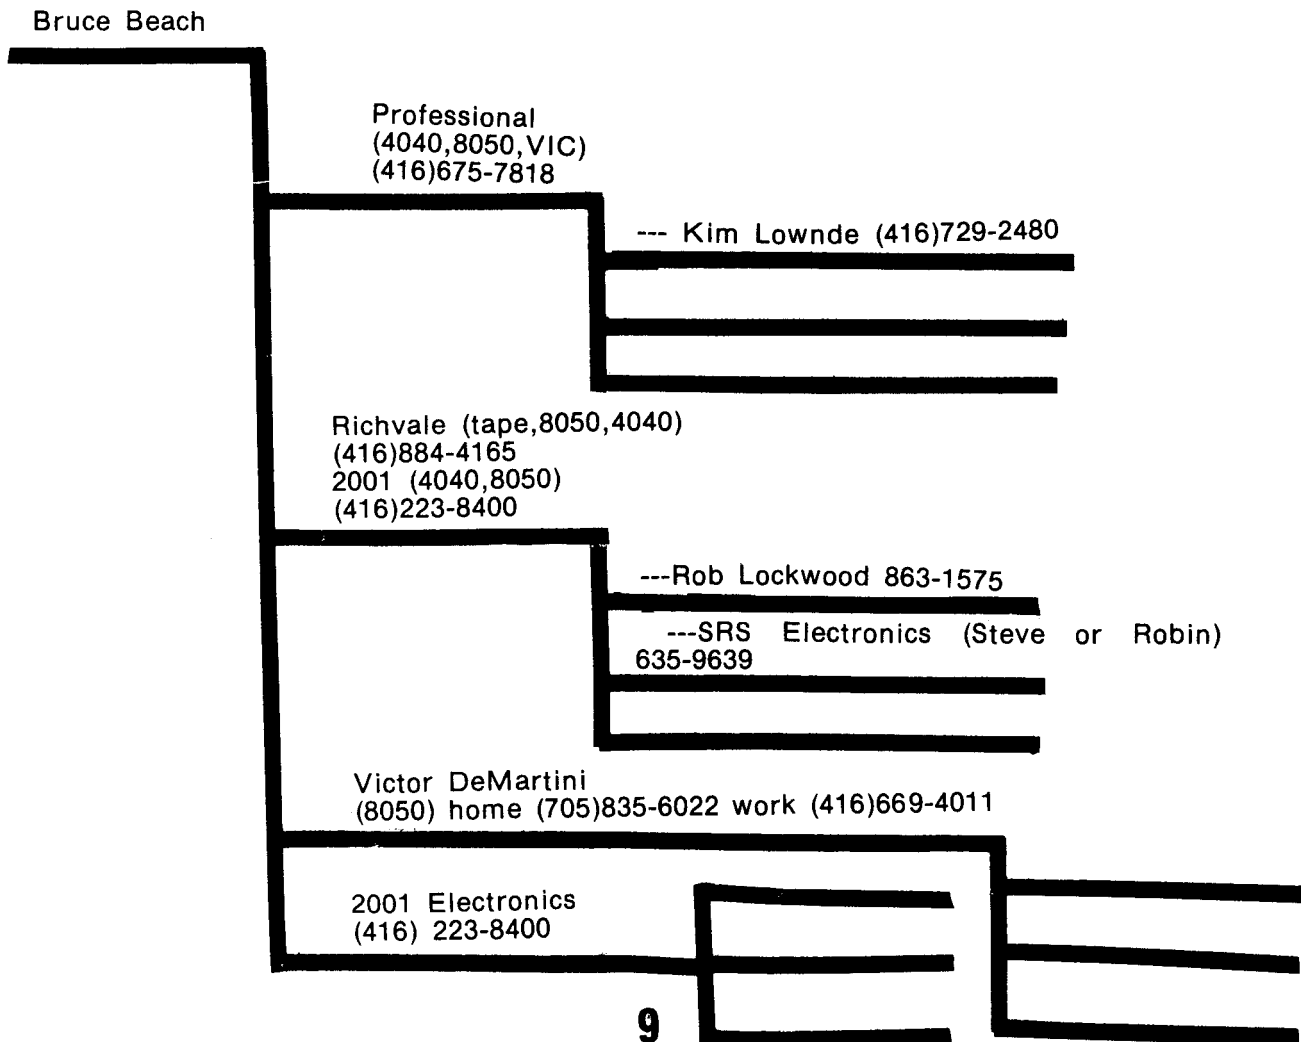 Bruce Beach
Professional
(4040,8050,VIC)
(416)675-7818
--- Kim Lownde (416)729-2480
Richvale (tape,8050,4040)
(416)884-4165
2001 (4040,8050)
(416)223-8400
---Rob Lockwood 863-1575
---SRS Electronics (Steve or Robin)
635-9639
Victor DeMartini
(8050) home (705)835-6022 work (416)669-4011
2001 Electronics
(416) 223-8400
9